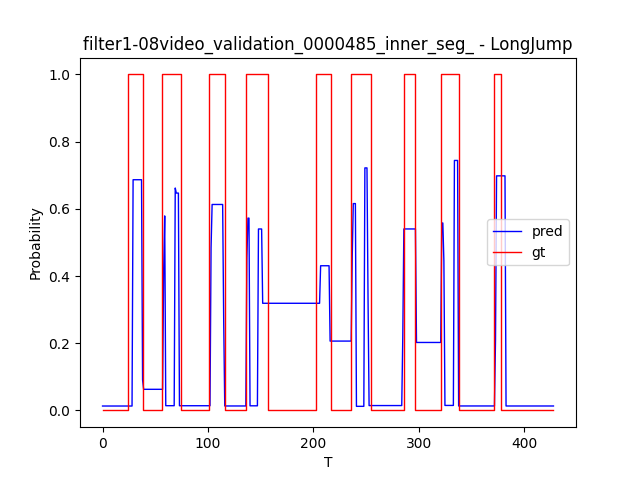 filter1-08video_validation_0000485_inner_seg_ - LongJump
1.0
0.8
0.6
0.4
0.2
0.0
Probability
pred
gt
0 100 200 300 400
T